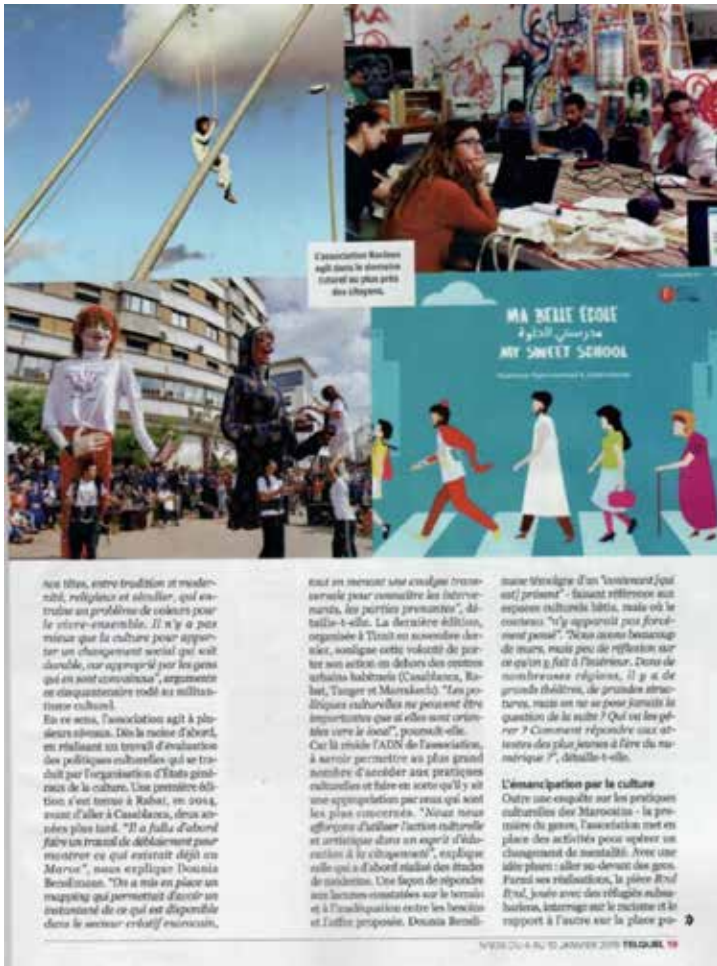 L'association Racines
agit dans le domaine
culturel au plus près
des citoyens.
MA BELLE ÉCOLE
مدرستي الحلوة
MY SWEET SCHOOL
nos têtes, entre tradition et moder-
nité, religieux et séculier, qui en-
traîne un problème de valeurs pour
le vivre-ensemble. Il n'y a pas
mieux que la culture pour appor-
ter un changement social qui soit
durable, car approprié par les gens
qui en sont convaincus", argumente
ce cinquantenaire rodé au militan-
tisme culturel.
En ce sens, l'association agit à plu-
sieurs niveaux. Dès la racine d'abord,
en réalisant un travail d'évaluation
des politiques culturelles qui se tra-
duit par l'organisation d'États géné-
raux de la culture. Une première édi-
tion s'est tenue à Rabat, en 2014,
avant d'aller à Casablanca, deux an-
nées plus tard. "Il a fallu d'abord
faire un travail de déblaiement pour
montrer ce qui existait déjà au
Maroc", nous explique Dounia
Benslimane. "On a mis en place un
mapping qui permettait d'avoir un
instantané de ce qui est disponible
dans le secteur créatif marocain,
tout en menant une analyse trans-
versale pour connaître les interve-
nants, les parties prenantes", dé-
taille-t-elle. La dernière édition,
organisée à Tiznit en novembre der-
nier, souligne cette volonté de por-
ter son action en dehors des centres
urbains habituels (Casablanca, Ra-
bat, Tanger et Marrakech). "Les po-
litiques culturelles ne peuvent être
importantes que si elles sont orien-
tées vers le local", poursuit-elle.
Car là réside l'ADN de l'association,
à savoir permettre au plus grand
nombre d'accéder aux pratiques
culturelles et faire en sorte qu'il y ait
une appropriation par ceux qui sont
les plus concernés. "Nous nous
efforçons d'utiliser l'action culturelle
et artistique dans un esprit d'édu-
cation à la citoyenneté", explique
celle qui a d'abord réalisé des études
de médecine. Une façon de répondre
aux lacunes constatées sur le terrain
et à l'inadéquation entre les besoins
et l'offre proposée. Dounia Bensli-
mane témoigne d'un "contenant [qui
est] présent" - faisant référence aux
espaces culturels bâtis, mais où le
contenu "n'y apparaît pas forcé-
ment pensé". "Nous avons beaucoup
de murs, mais peu de réflexion sur
ce qu'on y fait à l'intérieur. Dans de
nombreuses régions, il y a de
grands théâtres, de grandes struc-
tures, mais on ne se pose jamais la
question de la suite ? Qui va les gé-
rer ? Comment répondre aux at-
tentes des plus jeunes à l'ère du nu-
mérique ?", détaille-t-elle.
L'émancipation par la culture
Outre une enquête sur les pratiques
culturelles des Marocains - la pre-
mière du genre, l'association met en
place des activités pour opérer un
changement de mentalité. Avec une
idée phare : aller au-devant des gens.
Parmi ses réalisations, la pièce
jouée avec des réfugiés subsa-
hariens, interroge sur le racisme et le
rapport à l'autre sur la place pu-
DU 4 AU 10 JANVIER 2019 TELQUEL 19